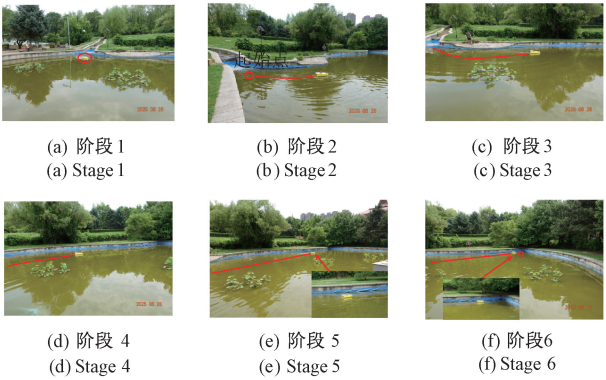 (a) 阶段1
(a) Stage 1
(b) 阶段2
(b) Stage 2
(c) 阶段3
(c) Stage 3
(d) 阶段 4
(d) Stage 4
(e) 阶段 5
(e) Stage 5
(f) 阶段6
(f) Stage 6